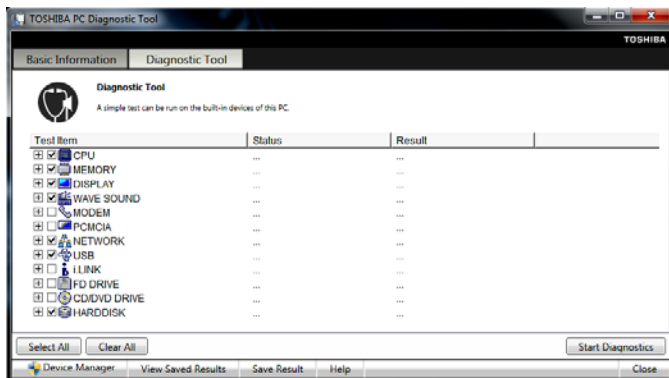 TOSHIBA PC Diagnostic Tool
TOSHIBA
Basic Information Diagnostic Tool
Diagnostic Tool
A simple test can be run on the built-in devices of this PC.
Test Item Status Result
CPU ... ...
MEMORY ... ...
DISPLAY ... ...
WAVE SOUND ... ...
MODEM ... ...
PCMCIA ... ...
NETWORK ... ...
USB ... ...
i.LINK ... ...
FD DRIVE ... ...
CD/DVD DRIVE ... ...
HARDDISK ... ...
Select All Clear All Start Diagnostics
Device Manager View Saved Results Save Result Help Close